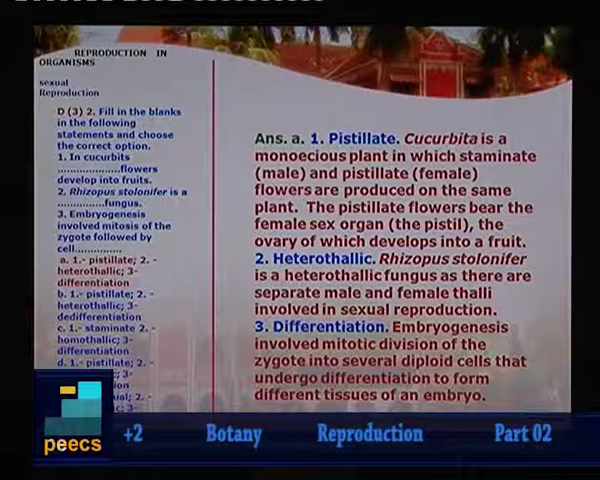 REPRODUCTION IN
ORGANISMS
sexual
Reproduction
D (3) 2. Fill in the blanks
in the following
statements and choose
the correct option.
1. In cucurbits
....................flowers
develop into fruits.
2. Rhizopus stolonifer is a
..............fungus.
3. Embryogenesis
involved mitosis of the
zygote followed by
cell...............
a. 1.- pistillate; 2. -
heterothallic; 3-
differentiation
b. 1.- pistillate; 2. -
heterothallic; 3-
dedifferentiation
c. 1.- staminate 2. -
homothallic; 3-
differentiation
d. 1.- pistillate; 2. -
Ans. a. 1. Pistillate. Cucurbita is a
monoecious plant in which staminate
(male) and pistillate (female)
flowers are produced on the same
plant. The pistillate flowers bear the
female sex organ (the pistil), the
ovary of which develops into a fruit.
2. Heterothallic. Rhizopus stolonifer
is a heterothallic fungus as there are
separate male and female thalli
involved in sexual reproduction.
3. Differentiation. Embryogenesis
involved mitotic division of the
zygote into several diploid cells that
undergo differentiation to form
different tissues of an embryo.
peecs
+2 Botany Reproduction Part 02